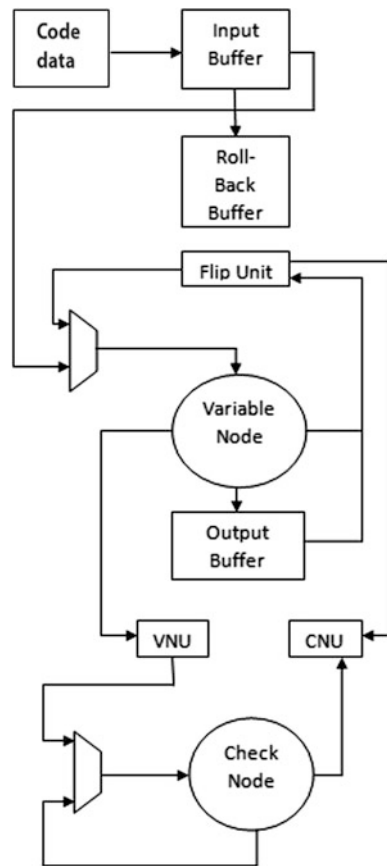 Code
data
Input
Buffer
Roll-
Back
Buffer
Flip Unit
Variable
Node
Output
Buffer
VNU
CNU
Check
Node